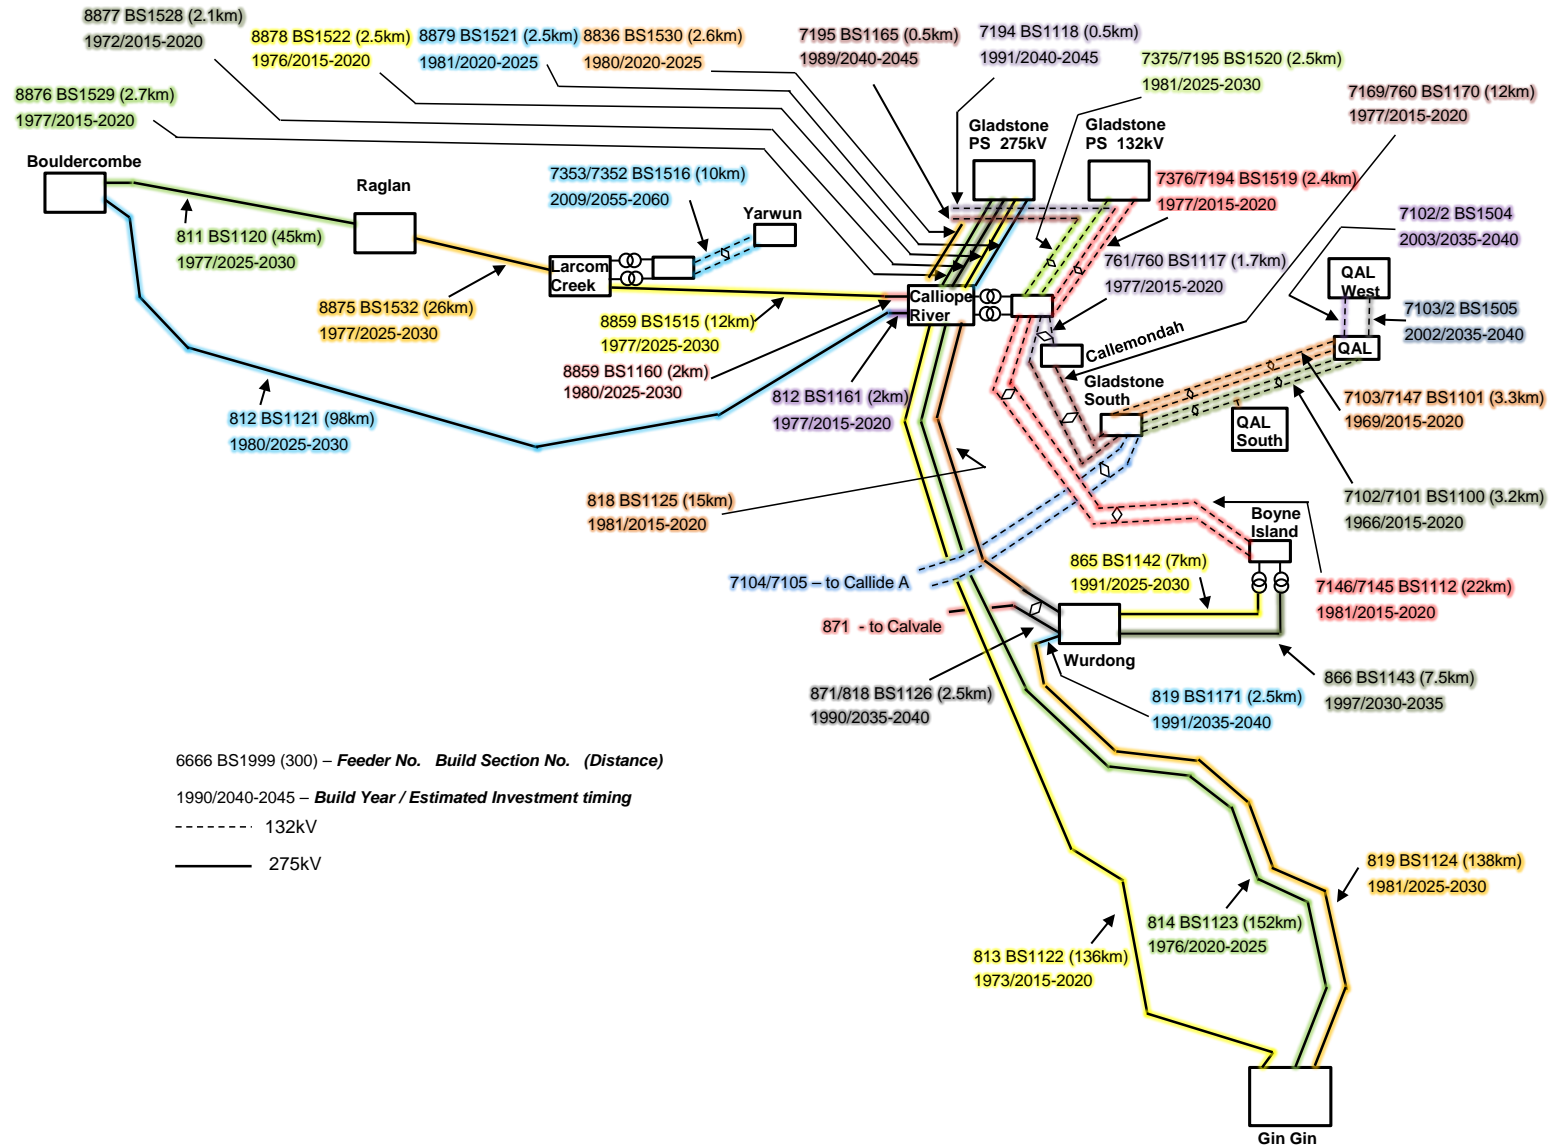 8877 BS1528 (2.1km)
1972/2015-2020
8878 BS1522 (2.5km)
1976/2015-2020
8879 BS1521 (2.5km)
1981/2020-2025
8836 BS1530 (2.6km)
1980/2020-2025
7195 BS1165 (0.5km)
1989/2040-2045
7194 BS1118 (0.5km)
1991/2040-2045
7375/7195 BS1520 (2.5km)
1981/2025-2030
7169/760 BS1170 (12km)
1977/2015-2020
8876 BS1529 (2.7km)
1977/2015-2020
Gladstone
PS 275kV
Gladstone
PS 132kV
Bouldercombe
Raglan
7353/7352 BS1516 (10km)
2009/2055-2060
Yarwun
7376/7194 BS1519 (2.4km)
1977/2015-2020
7102/2 BS1504
2003/2035-2040
811 BS1120 (45km)
1977/2025-2030
Larcom
Creek
761/760 BS1117 (1.7km)
1977/2015-2020
QAL
West
7103/2 BS1505
2002/2035-2040
8875 BS1532 (26km)
1977/2025-2030
8859 BS1515 (12km)
1977/2025-2030
Calliope
River
Callemondah
QAL
8859 BS1160 (2km)
1980/2025-2030
812 BS1161 (2km)
1977/2015-2020
Gladstone
South
7103/7147 BS1101 (3.3km)
1969/2015-2020
812 BS1121 (98km)
1980/2025-2030
QAL
South
818 BS1125 (15km)
1981/2015-2020
7102/7101 BS1100 (3.2km)
1966/2015-2020
Boyne
Island
7104/7105 – to Callide A
865 BS1142 (7km)
1991/2025-2030
7146/7145 BS1112 (22km)
1981/2015-2020
871 - to Calvale
Wurdong
871/818 BS1126 (2.5km)
1990/2035-2040
819 BS1171 (2.5km)
1991/2035-2040
866 BS1143 (7.5km)
1997/2030-2035
6666 BS1999 (300) – Feeder No. Build Section No. (Distance)
1990/2040-2045 – Build Year / Estimated Investment timing
132kV
275kV
819 BS1124 (138km)
1981/2025-2030
814 BS1123 (152km)
1976/2020-2025
813 BS1122 (136km)
1973/2015-2020
Gin Gin